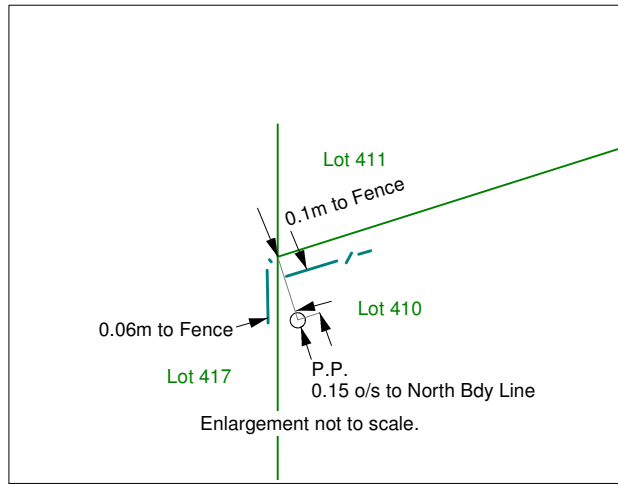 Lot 411
0.1m to Fence
Lot 410
0.06m to Fence
P.P.
0.15 o/s to North Bdy Line
Lot 417
Enlargement not to scale.